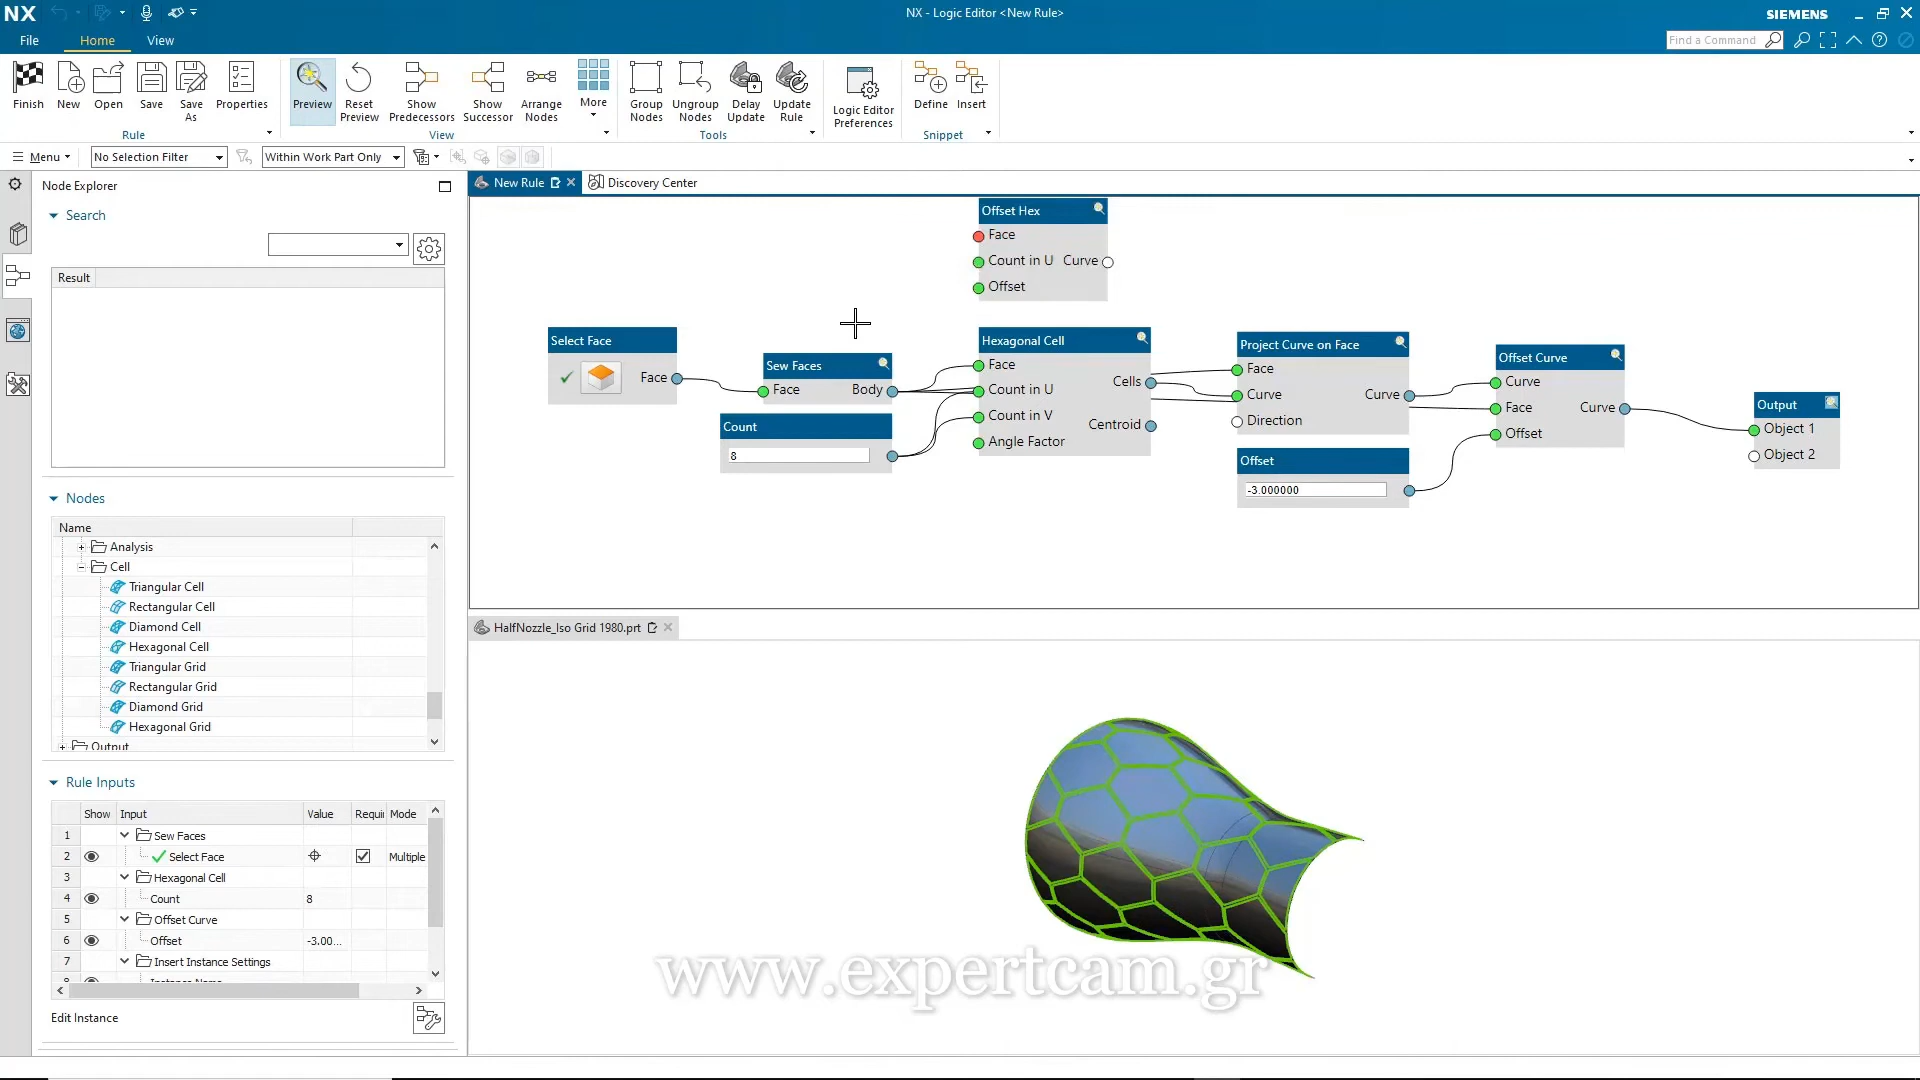 NX
NX - Logic Editor <New Rule>
SIEMENS
File
Home
View
Find a Command
Finish
New
Open
Save
Save As
Properties
Preview
Reset Preview
Show Predecessors
Show Successor
Arrange Nodes
More
Group Nodes
Ungroup Nodes
Delay Update
Update Rule
Logic Editor Preferences
Define
Insert
Rule
View
Tools
Snippet
Menu
No Selection Filter
Within Work Part Only
Node Explorer
Search
Result
Nodes
Name
Analysis
Cell
Triangular Cell
Rectangular Cell
Diamond Cell
Hexagonal Cell
Triangular Grid
Rectangular Grid
Diamond Grid
Hexagonal Grid
Output
Rule Inputs
Show Input Value Requi Mode
1 Sew Faces
2 Select Face Multiple
3 Hexagonal Cell
4 Count 8
5 Offset Curve
6 Offset -3.00...
7 Insert Instance Settings
8 Instance Name
Edit Instance
New Rule
Discovery Center
Offset Hex
Face
Count in U Curve
Offset
Select Face
Face
Sew Faces
Face Body
Count
8
Hexagonal Cell
Face
Cells
Count in U
Count in V
Centroid
Angle Factor
Project Curve on Face
Face
Curve Curve
Direction
Offset
-3.000000
Offset Curve
Curve
Face Curve
Offset
Output
Object 1
Object 2
HalfNozzle_Iso Grid 1980.prt
www.expertcam.gr